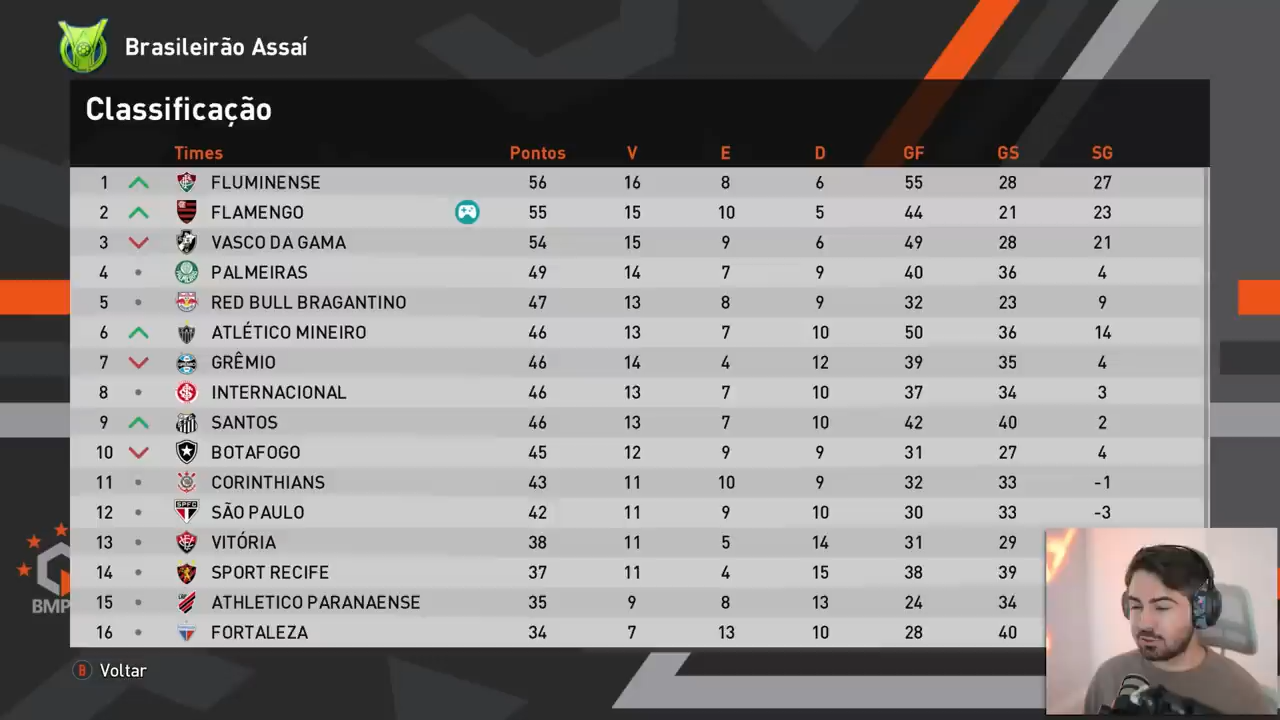 Brasileirão Assaí
Classificação
Times Pontos V E D GF GS SG
1 FLUMINENSE 56 16 8 6 55 28 27
2 FLAMENGO 55 15 10 5 44 21 23
3 VASCO DA GAMA 54 15 9 6 49 28 21
4 PALMEIRAS 49 14 7 9 40 36 4
5 RED BULL BRAGANTINO 47 13 8 9 32 23 9
6 ATLÉTICO MINEIRO 46 13 7 10 50 36 14
7 GRÊMIO 46 14 4 12 39 35 4
8 INTERNACIONAL 46 13 7 10 37 34 3
9 SANTOS 46 13 7 10 42 40 2
10 BOTAFOGO 45 12 9 9 31 27 4
11 CORINTHIANS 43 11 10 9 32 33 -1
12 SÃO PAULO 42 11 9 10 30 33 -3
13 VITÓRIA 38 11 5 14 31 29
14 SPORT RECIFE 37 11 4 15 38 39
15 ATHLETICO PARANAENSE 35 9 8 13 24 34
16 FORTALEZA 34 7 13 10 28 40
BMP
B Voltar